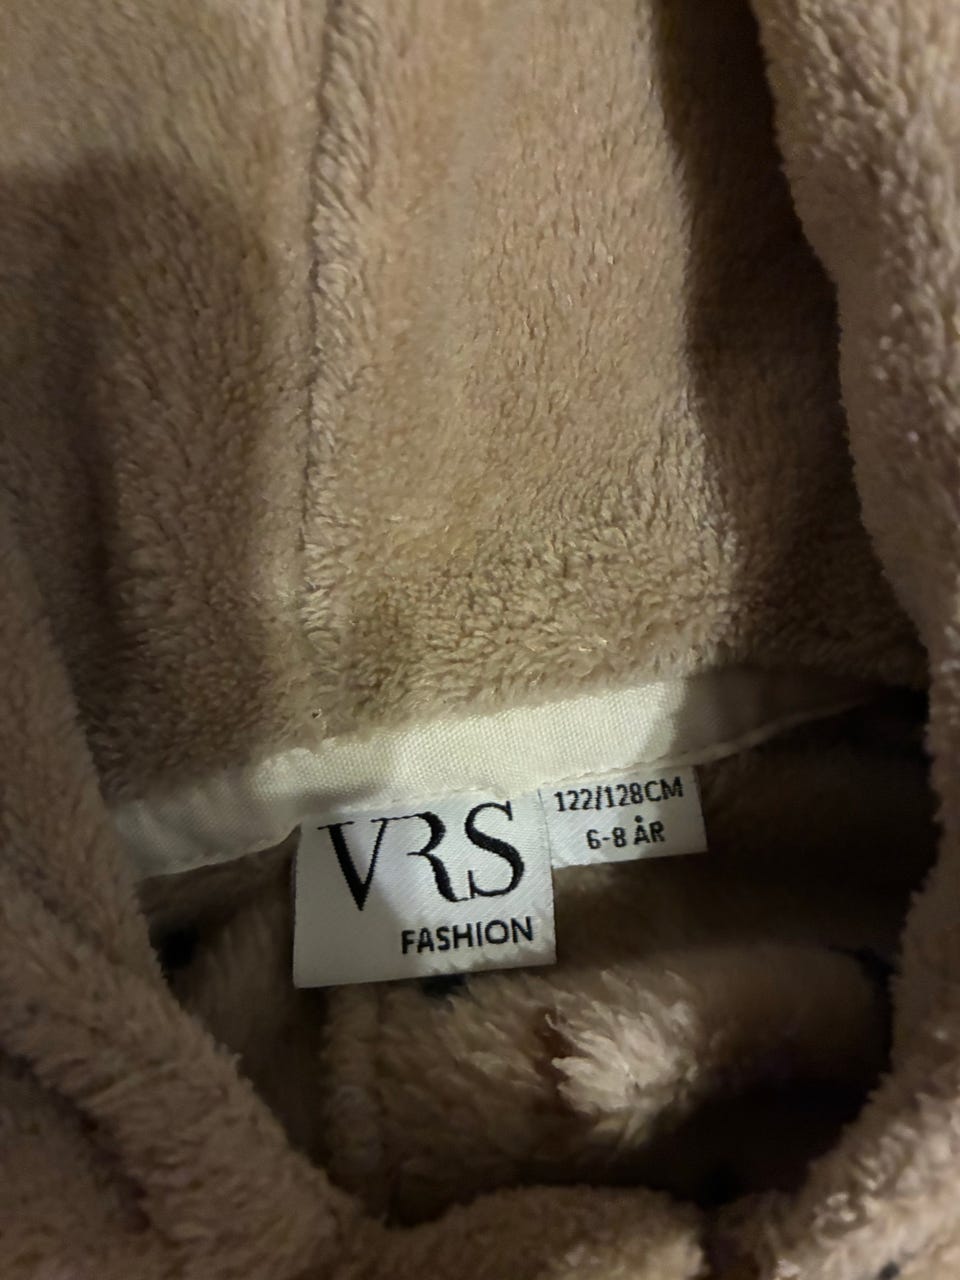 VRS
FASHION
122/128CM
6-8 ÅR